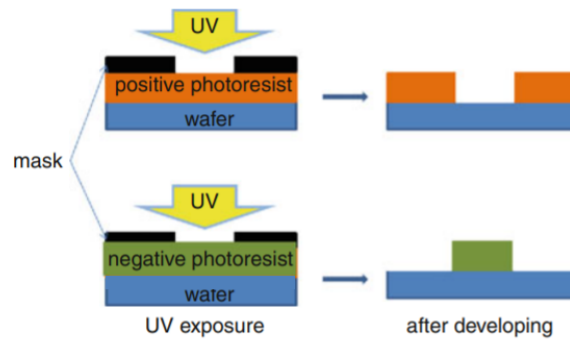 UV
positive photoresist
wafer
mask
UV
negative photoresist
wafer
UV exposure
after developing